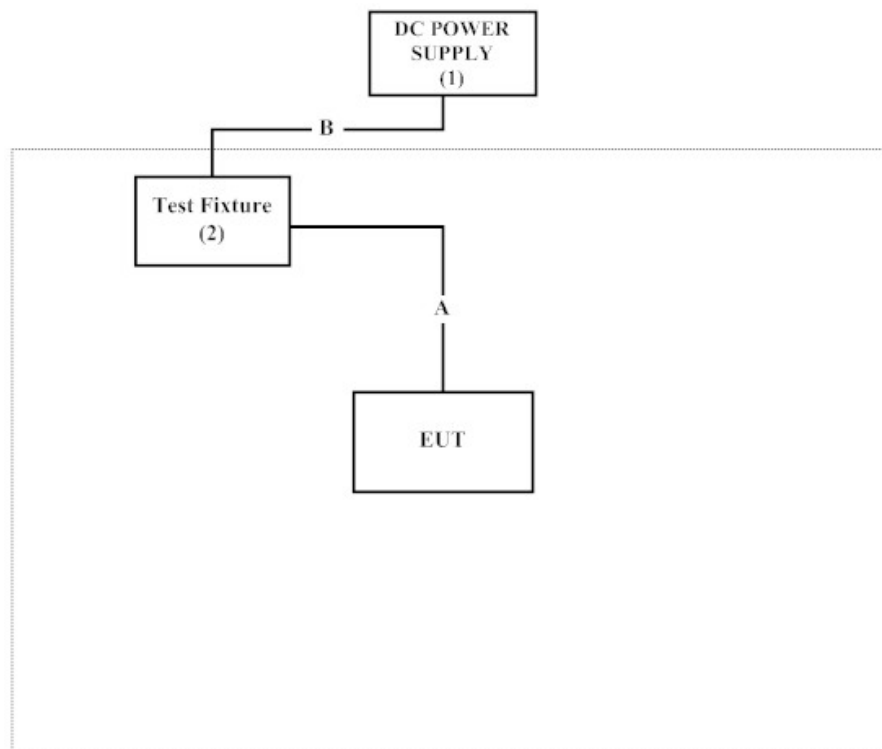 DC POWER
SUPPLY
(1)
B
Test Fixture
(2)
A
EUT